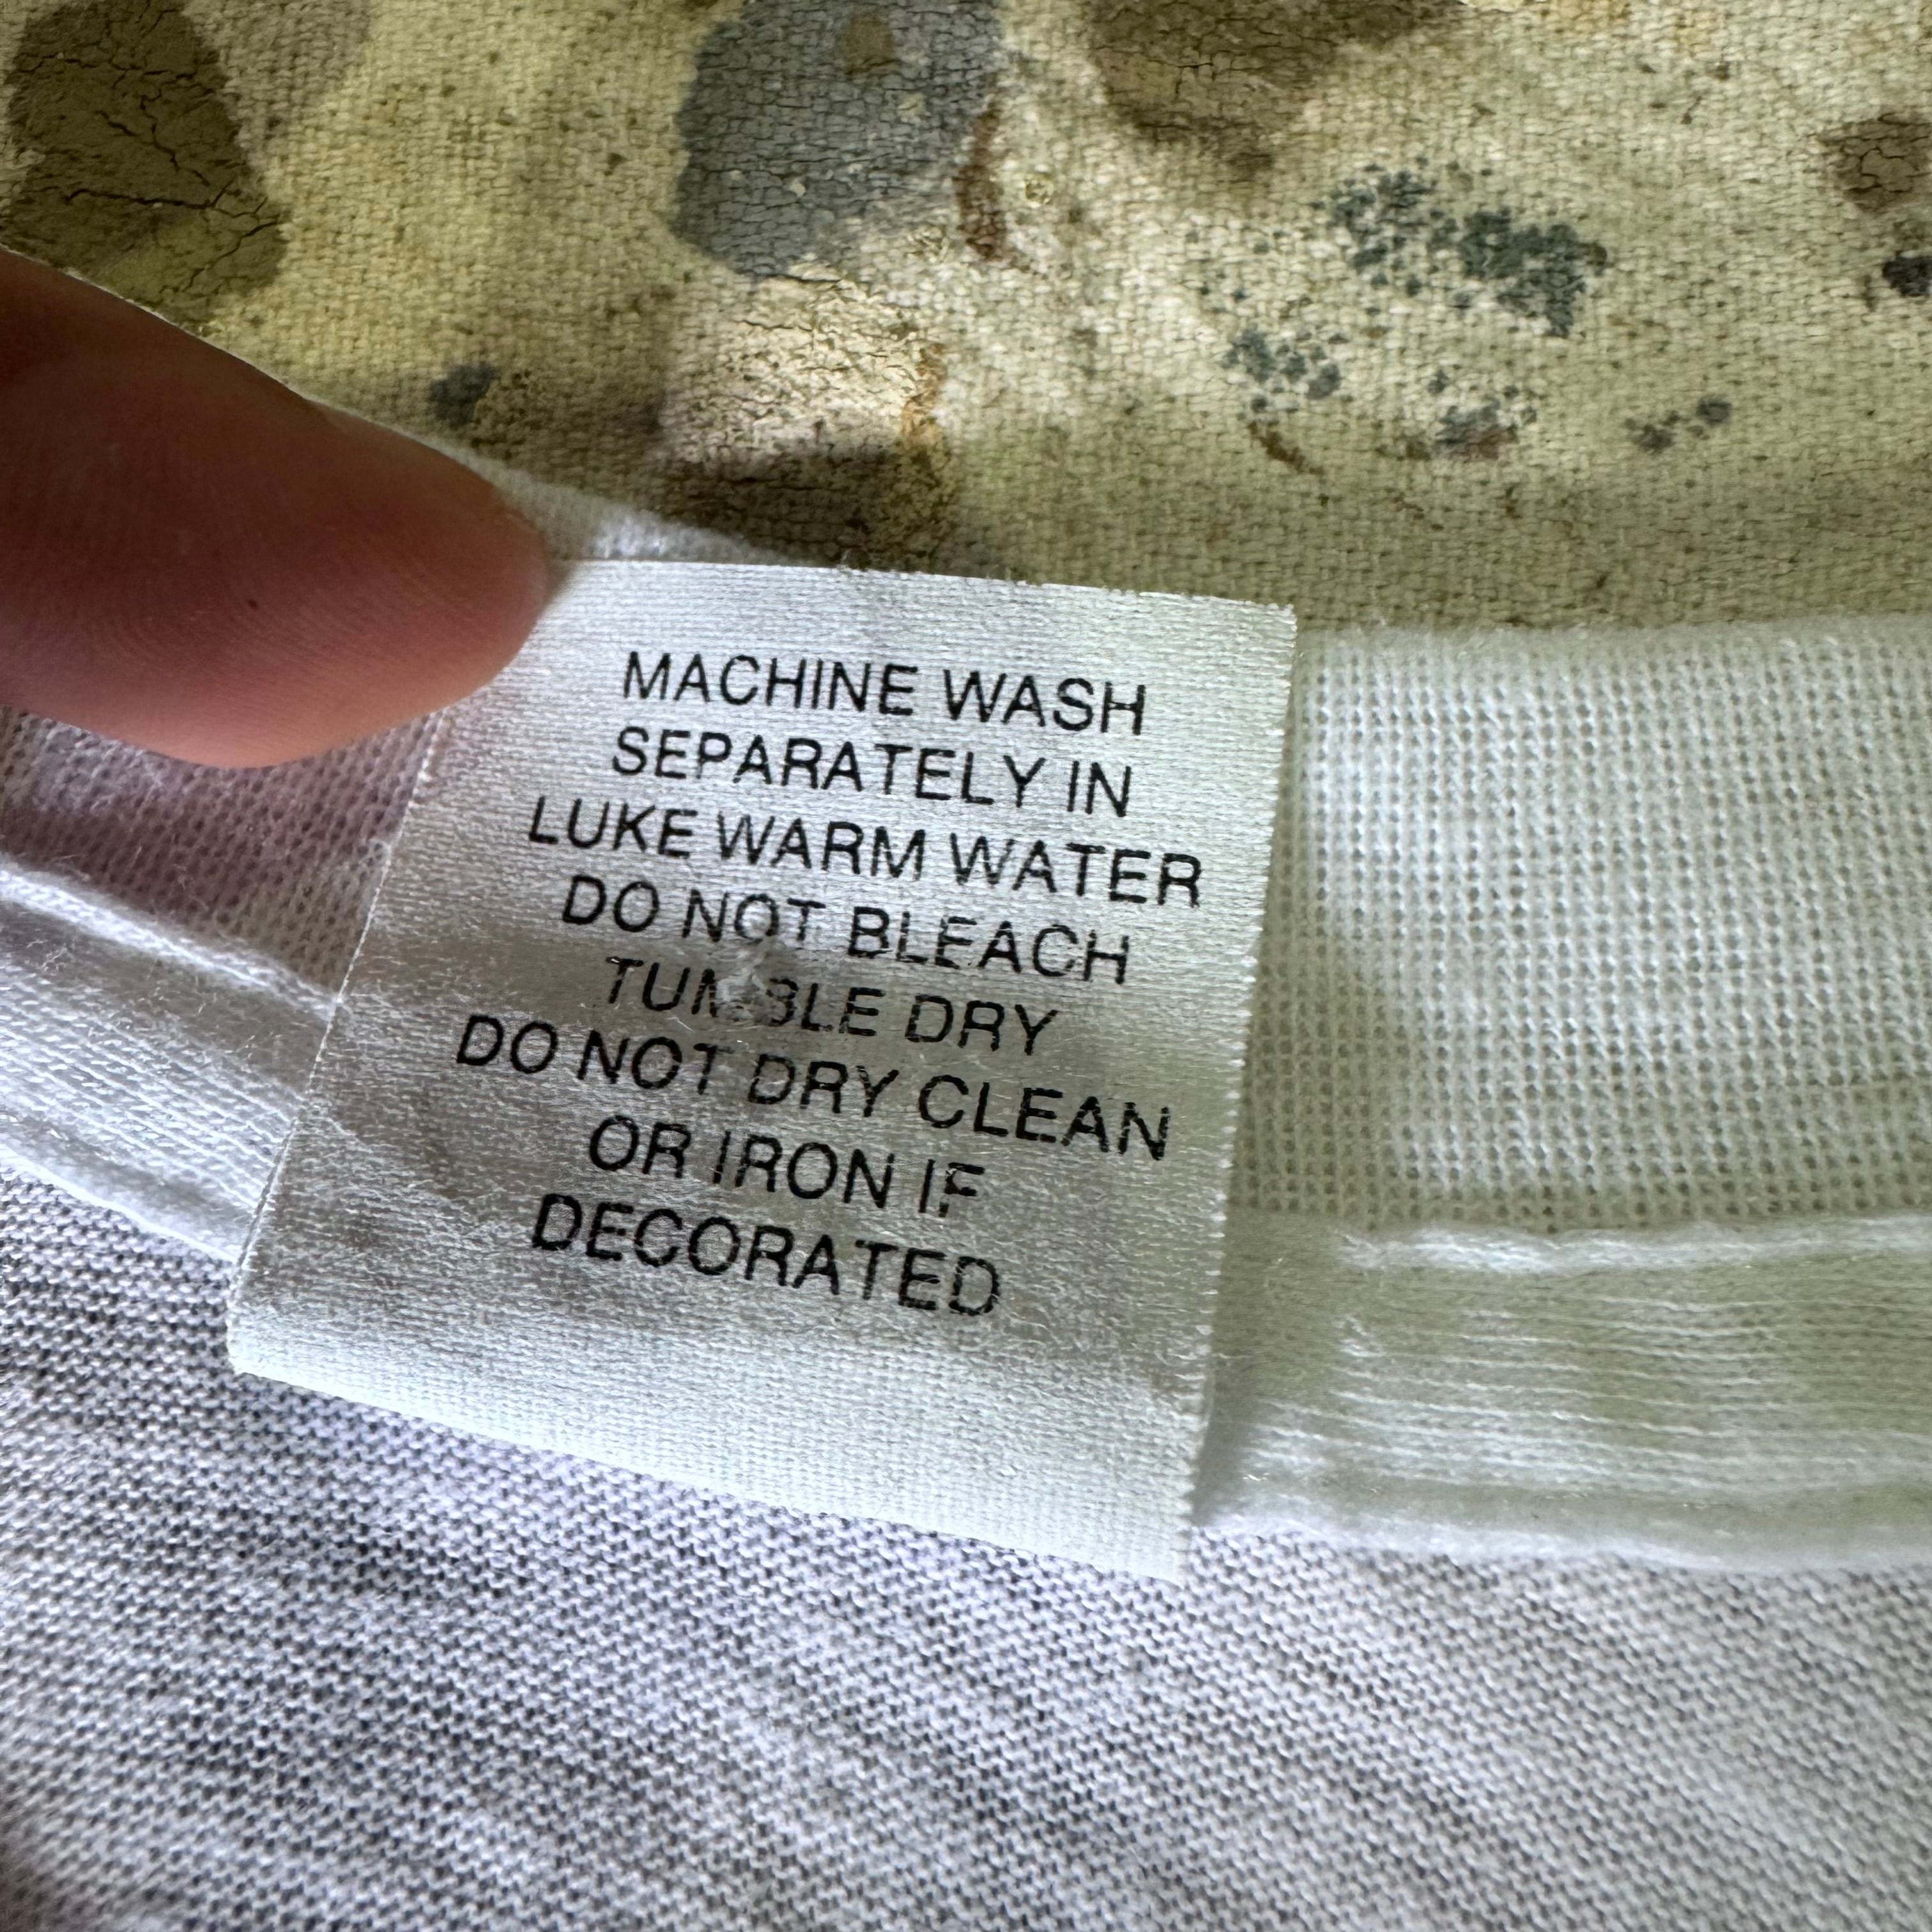 MACHINE WASH
SEPARATELY IN
LUKE WARM WATER
DO NOT BLEACH
TUMBLE DRY
DO NOT DRY CLEAN
OR IRON IF
DECORATED